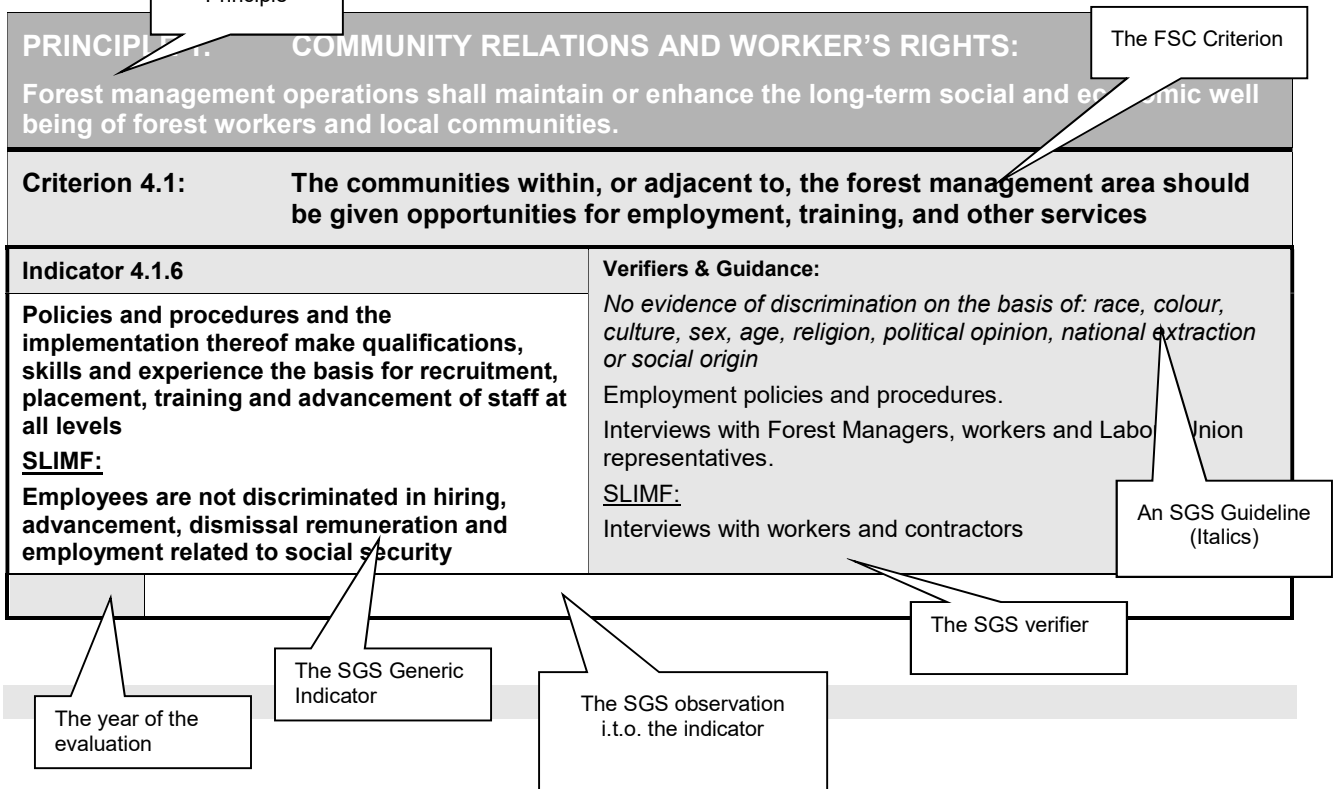 Principle
COMMUNITY RELATIONS AND WORKER'S RIGHTS:
The FSC Criterion
Forest management operations shall maintain or enhance the long-term social and well
being of forest workers and local communities.
Criterion 4.1: The communities within, or adjacent to, the forest management area should
be given opportunities for employment, training, and other services
Indicator 4.1.6
Policies and procedures and the
implementation thereof make qualifications,
skills and experience the basis for recruitment,
placement, training and advancement of staff at
all levels
SLIMF:
Employees are not discriminated in hiring,
advancement, dismissal remuneration and
employment related to social security
Verifiers & Guidance:
No evidence of discrimination on the basis of: race, colour,
culture, sex, age, religion, political opinion, national extraction
or social origin
Employment policies and procedures.
Interviews with Forest Managers, workers and Union
representatives.
SLIMF:
Interviews with workers and contractors
An SGS Guideline
(Italics)
The SGS verifier
The SGS Generic
Indicator
The SGS observation
i.t.o. the indicator
The year of the
evaluation